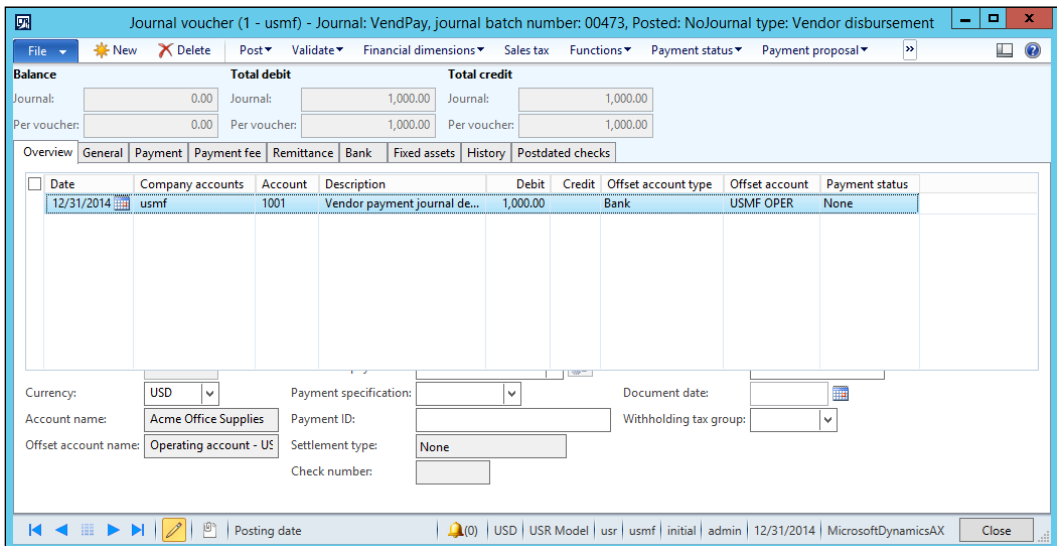 Journal voucher (1 - usmf) - Journal: VendPay, journal batch number: 00473, Posted: NoJournal type: Vendor disbursement
File New Delete Post Validate Financial dimensions Sales tax Functions Payment status Payment proposal »
Balance Total debit Total credit
Journal: 0.00 Journal: 1,000.00 Journal: 1,000.00
Per voucher: 0.00 Per voucher: 1,000.00 Per voucher: 1,000.00
Overview General Payment Payment fee Remittance Bank Fixed assets History Postdated checks
Date Company accounts Account Description Debit Credit Offset account type Offset account Payment status
12/31/2014 usmf 1001 Vendor payment journal de... 1,000.00 Bank USMF OPER None
Currency: USD Payment specification: Document date:
Account name: Acme Office Supplies Payment ID: Withholding tax group:
Offset account name: Operating account - US Settlement type: None
Check number:
Posting date (0) USD USR Model usr usmf initial admin 12/31/2014 MicrosoftDynamicsAX Close